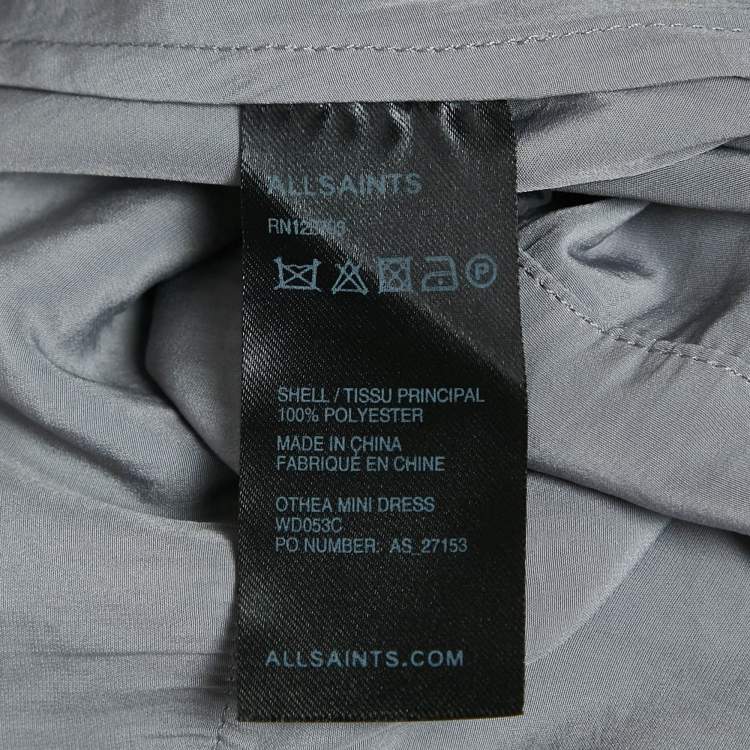 ALLSAINTS
P
SHELL / TISSU PRINCIPAL
100% POLYESTER
MADE IN CHINA
FABRIQUÉ EN CHINE
OTHEA MINI DRESS
WD053C
PO NUMBER: AS_27153
ALLSAINTS.COM